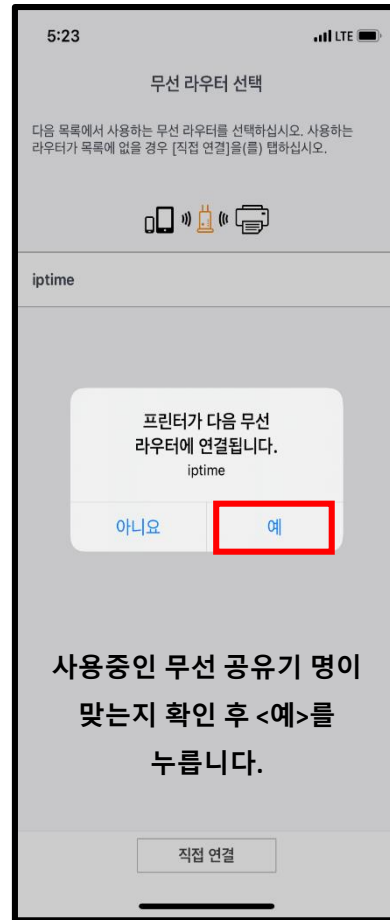 5:23
LTE
무선 라우터 선택
다음 목록에서 사용하는 무선 라우터를 선택하십시오. 사용하는
라우터가 목록에 없을 경우 [직접 연결]을(를) 탭하십시오.
iptime
프린터가 다음 무선
라우터에 연결됩니다.
iptime
아니요
예
사용중인 무선 공유기 명이
맞는지 확인 후 <예>를
누릅니다.
직접 연결